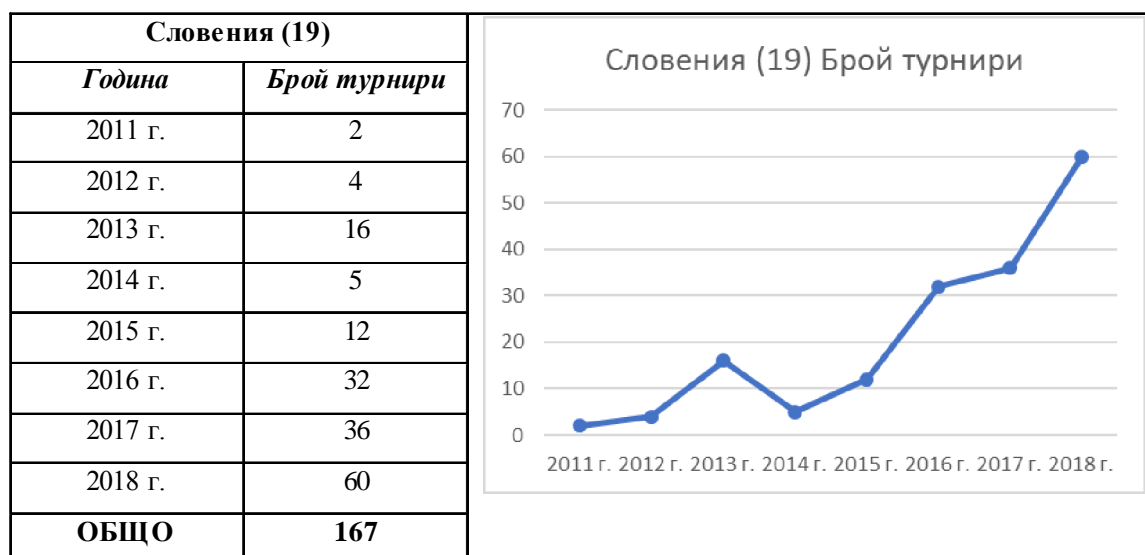 Словения (19)
Година Брой турнири
2011 г. 2
2012 г. 4
2013 г. 16
2014 г. 5
2015 г. 12
2016 г. 32
2017 г. 36
2018 г. 60
ОБЩО 167
Словения (19) Брой турнири
70
60
50
40
30
20
10
0
2011 г. 2012 г. 2013 г. 2014 г. 2015 г. 2016 г. 2017 г. 2018 г.